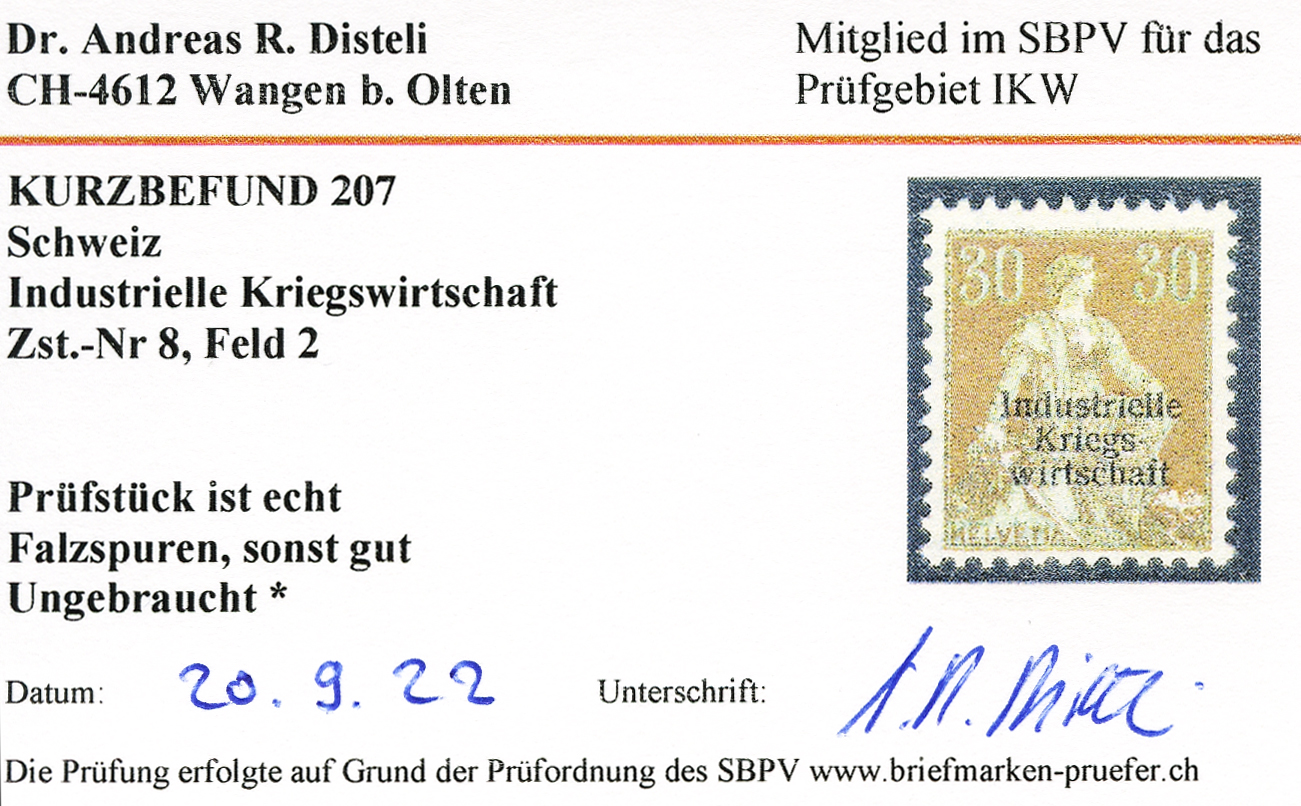 Dr. Andreas R. Disteli
CH-4612 Wangen b. Olten
Mitglied im SBPV für das
Prüfgebiet IKW
KURZBEFUND 207
Schweiz
Industrielle Kriegswirtschaft
Zst.-Nr 8, Feld 2
30 30
Industrielle
Kriegs-
wirtschaft
HELVETIA
Prüfstück ist echt
Falzspuren, sonst gut
Ungebraucht *
Datum: 20. 9. 22
Unterschrift: A. R. Disteli
Die Prüfung erfolgte auf Grund der Prüfordnung des SBPV www.briefmarken-pruefer.ch